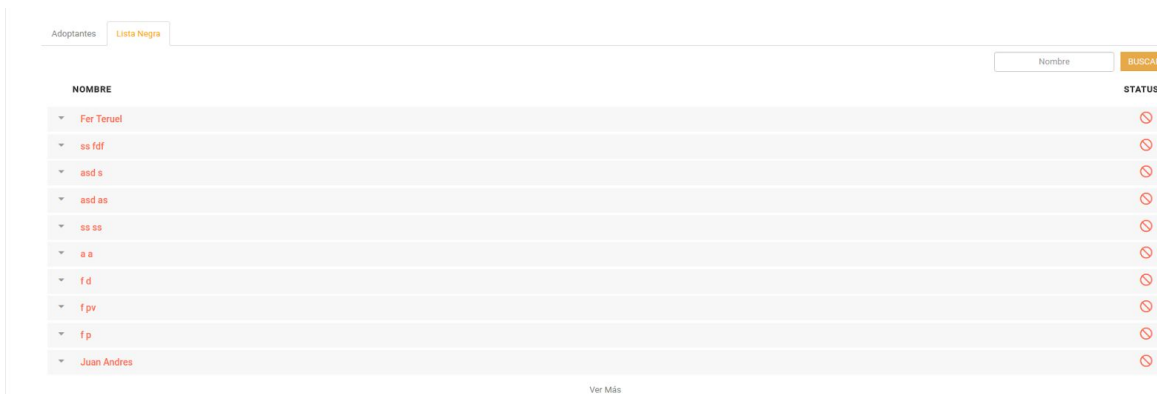 Adoptantes Lista Negra
Nombre BUSCA
NOMBRE STATUS
Fer Teruel
ss fdf
asd s
asd as
ss ss
a a
f d
f pv
f p
Juan Andres
Ver Más